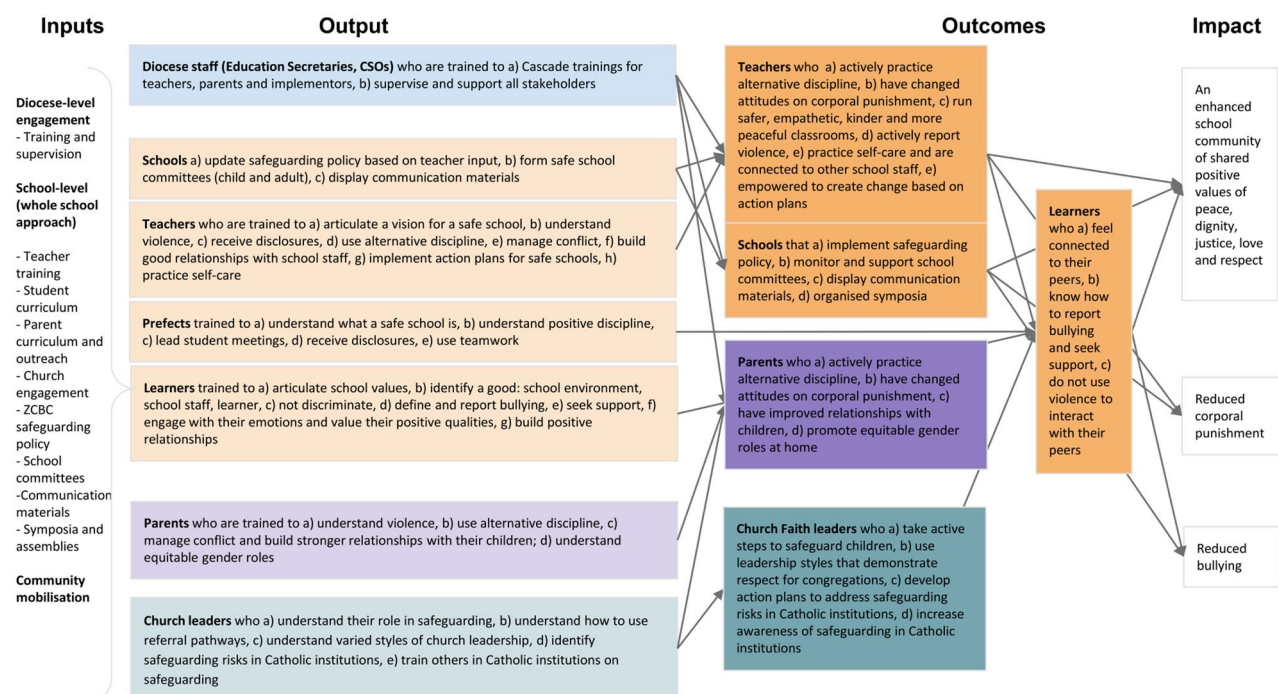 Inputs
Output
Outcomes
Impact
Diocese-level
engagement
- Training and
supervision
School-level
(whole school
approach)
- Teacher
training
- Student
curriculum
- Parent
curriculum and
outreach
- Church
engagement
- ZCBC
safeguarding
policy
- School
committees
-Communication
materials
- Symposia and
assemblies
Community
mobilisation
Diocese staff (Education Secretaries, CSOs) who are trained to a) Cascade trainings for
teachers, parents and implementors, b) supervise and support all stakeholders
Schools a) update safeguarding policy based on teacher input, b) form safe school
committees (child and adult), c) display communication materials
Teachers who are trained to a) articulate a vision for a safe school, b) understand
violence, c) receive disclosures, d) use alternative discipline, e) manage conflict, f) build
good relationships with school staff, g) implement action plans for safe schools, h)
practice self-care
Prefects trained to a) understand what a safe school is, b) understand positive discipline,
c) lead student meetings, d) receive disclosures, e) use teamwork
Learners trained to a) articulate school values, b) identify a good: school environment,
school staff, learner, c) not discriminate, d) define and report bullying, e) seek support, f)
engage with their emotions and value their positive qualities, g) build positive
relationships
Parents who are trained to a) understand violence, b) use alternative discipline, c)
manage conflict and build stronger relationships with their children; d) understand
equitable gender roles
Church leaders who a) understand their role in safeguarding, b) understand how to use
referral pathways, c) understand varied styles of church leadership, d) identify
safeguarding risks in Catholic institutions, e) train others in Catholic institutions on
safeguarding
Teachers who a) actively practice
alternative discipline, b) have changed
attitudes on corporal punishment, c) run
safer, empathetic, kinder and more
peaceful classrooms, d) actively report
violence, e) practice self-care and are
connected to other school staff, e)
empowered to create change based on
action plans
Schools that a) implement safeguarding
policy, b) monitor and support school
committees, c) display communication
materials, d) organised symposia
Parents who a) actively practice
alternative discipline, b) have changed
attitudes on corporal punishment, c)
have improved relationships with
children, d) promote equitable gender
roles at home
Church Faith leaders who a) take active
steps to safeguard children, b) use
leadership styles that demonstrate
respect for congregations, c) develop
action plans to address safeguarding
risks in Catholic institutions, d) increase
awareness of safeguarding in Catholic
institutions
Learners
who a) feel
connected
to their
peers, b)
know how
to report
bullying
and seek
support, c)
do not use
violence to
interact
with their
peers
An
enhanced
school
community
of shared
positive
values of
peace,
dignity,
justice, love
and respect
Reduced
corporal
punishment
Reduced
bullying